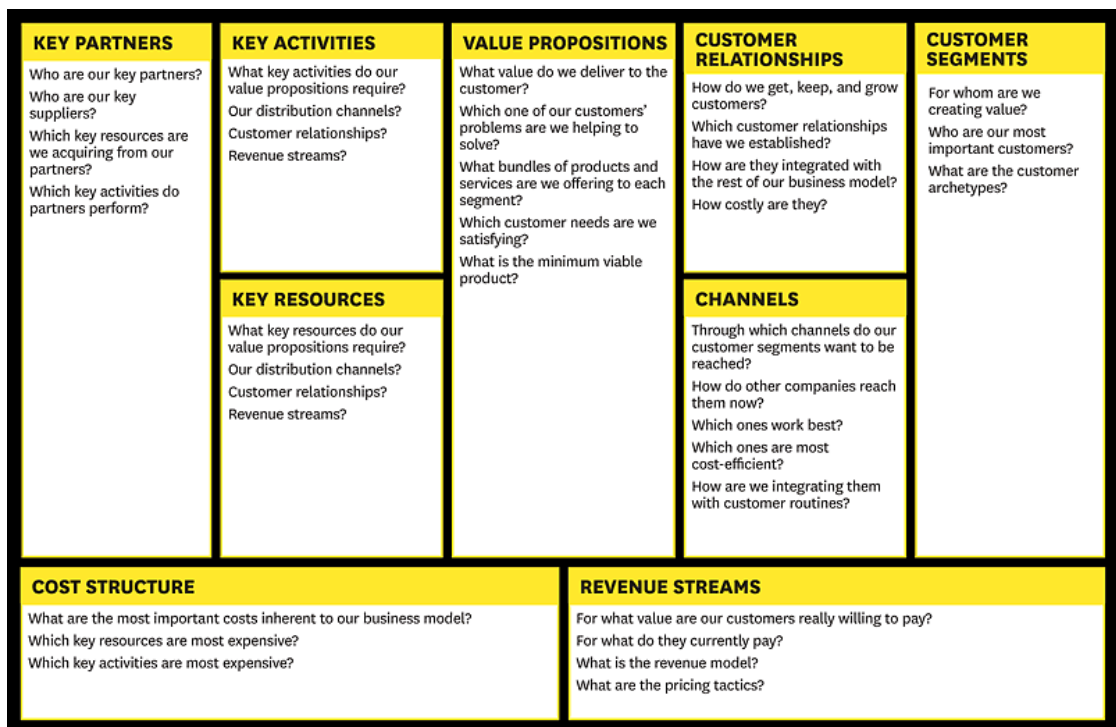 KEY PARTNERS
Who are our key partners?
Who are our key
suppliers?
Which key resources are
we acquiring from our
partners?
Which key activities do
partners perform?
KEY ACTIVITIES
What key activities do our
value propositions require?
Our distribution channels?
Customer relationships?
Revenue streams?
KEY RESOURCES
What key resources do our
value propositions require?
Our distribution channels?
Customer relationships?
Revenue streams?
VALUE PROPOSITIONS
What value do we deliver to the
customer?
Which one of our customers’
problems are we helping to
solve?
What bundles of products and
services are we offering to each
segment?
Which customer needs are we
satisfying?
What is the minimum viable
product?
CUSTOMER
RELATIONSHIPS
How do we get, keep, and grow
customers?
Which customer relationships
have we established?
How are they integrated with
the rest of our business model?
How costly are they?
CHANNELS
Through which channels do our
customer segments want to be
reached?
How do other companies reach
them now?
Which ones work best?
Which ones are most
cost-efficient?
How are we integrating them
with customer routines?
CUSTOMER
SEGMENTS
For whom are we
creating value?
Who are our most
important customers?
What are the customer
archetypes?
COST STRUCTURE
What are the most important costs inherent to our business model?
Which key resources are most expensive?
Which key activities are most expensive?
REVENUE STREAMS
For what value are our customers really willing to pay?
For what do they currently pay?
What is the revenue model?
What are the pricing tactics?